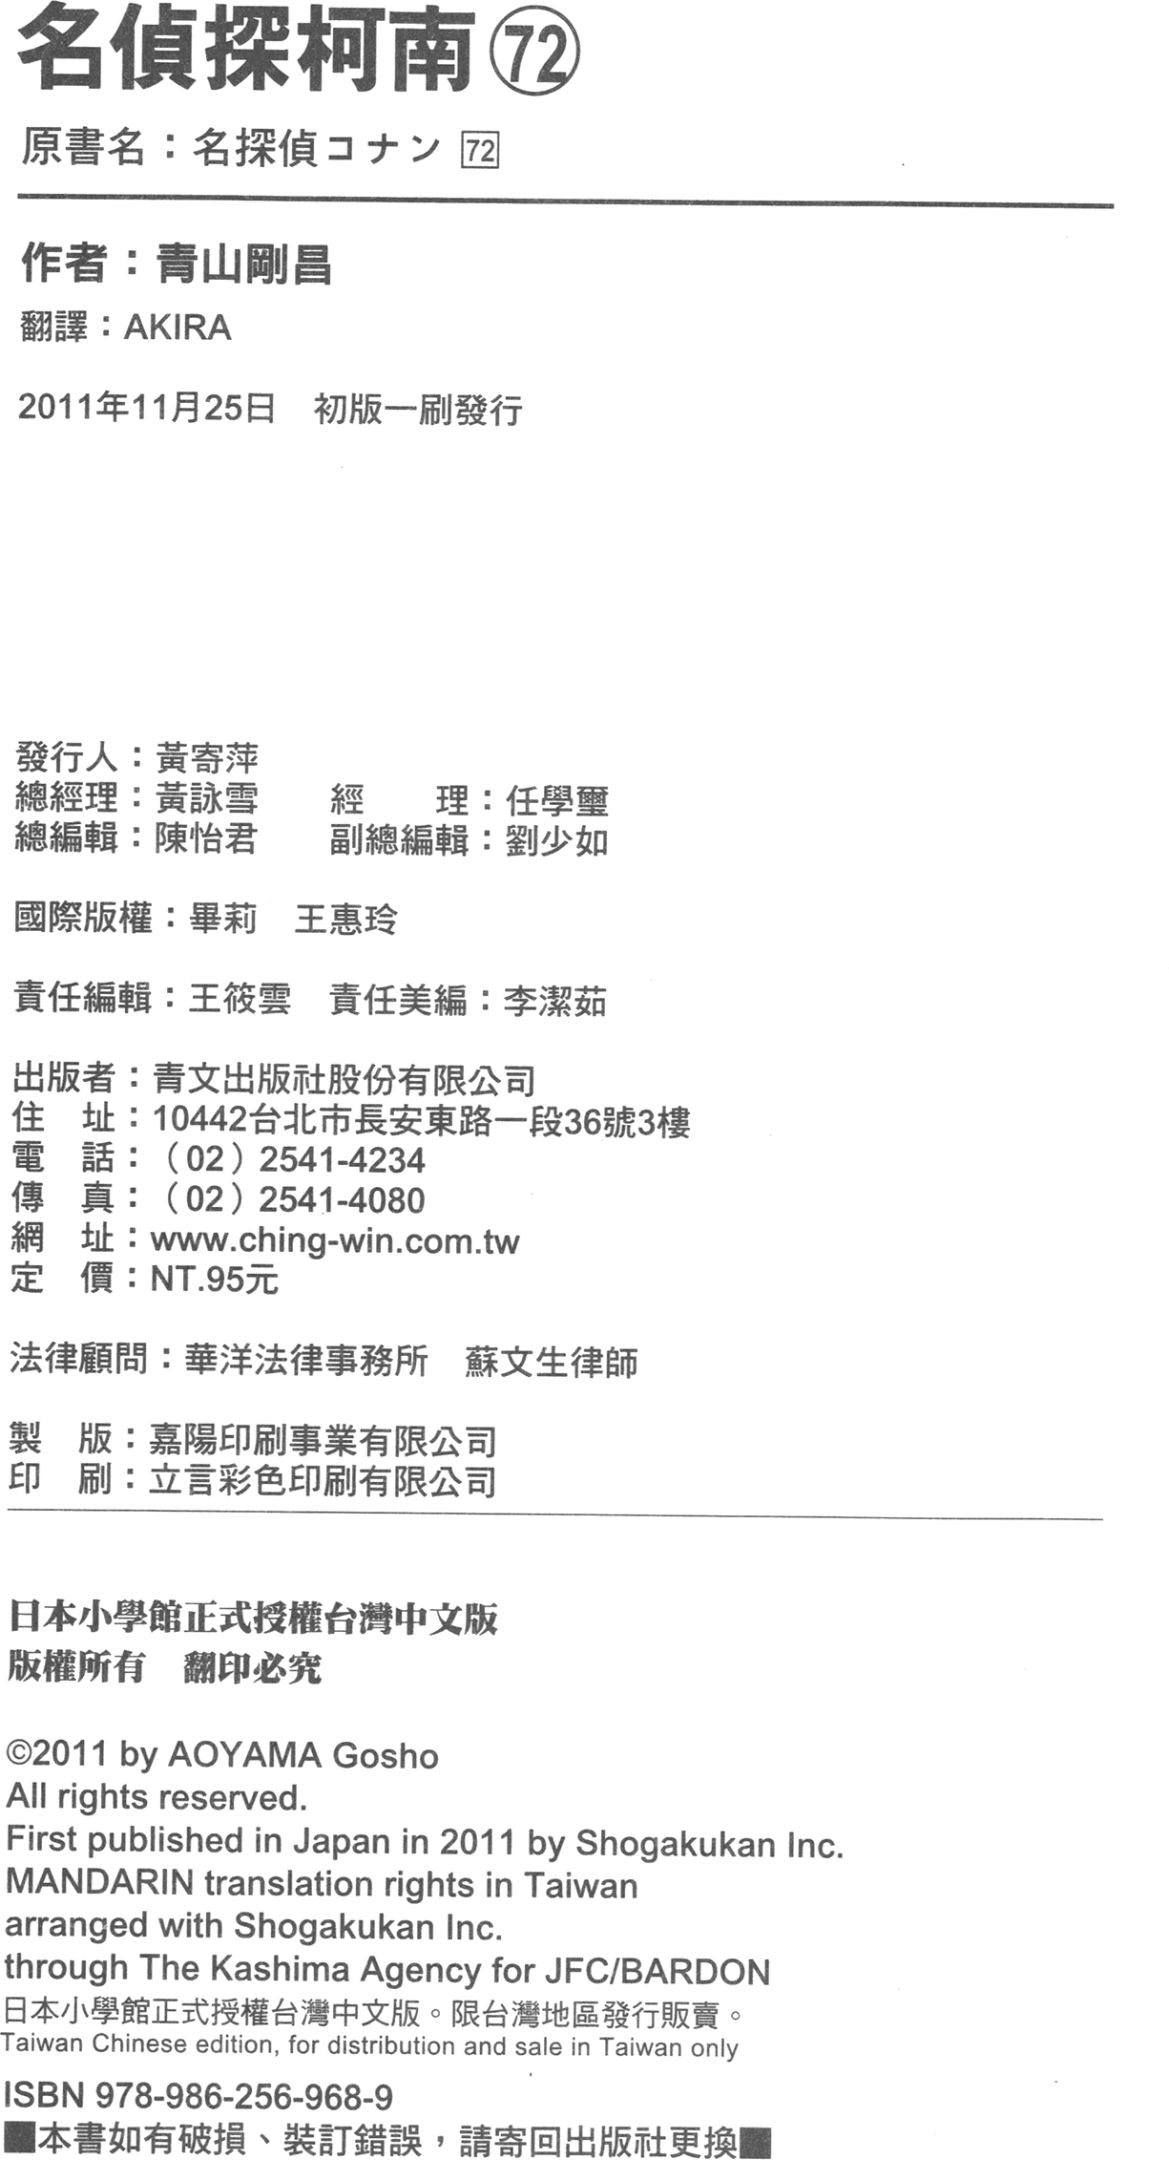 名偵探柯南 72
原書名：名探偵コナン 72
作者：青山剛昌
翻譯：AKIRA
2011年11月25日　初版一刷發行
發行人：黃寄萍
總經理：黃詠雪　　經　　理：任學璽
總編輯：陳怡君　　副總編輯：劉少如
國際版權：畢莉　王惠玲
責任編輯：王筱雲　責任美編：李潔茹
出版者：青文出版社股份有限公司
住　址：10442台北市長安東路一段36號3樓
電　話：（02）2541-4234
傳　真：（02）2541-4080
網　址：www.ching-win.com.tw
定　價：NT.95元
法律顧問：華洋法律事務所　蘇文生律師
製　版：嘉陽印刷事業有限公司
印　刷：立言彩色印刷有限公司
日本小學館正式授權台灣中文版
版權所有　翻印必究
©2011 by AOYAMA Gosho
All rights reserved.
First published in Japan in 2011 by Shogakukan Inc.
MANDARIN translation rights in Taiwan
arranged with Shogakukan Inc.
through The Kashima Agency for JFC/BARDON
日本小學館正式授權台灣中文版。限台灣地區發行販賣。
Taiwan Chinese edition, for distribution and sale in Taiwan only
ISBN 978-986-256-968-9
■本書如有破損、裝訂錯誤，請寄回出版社更換■